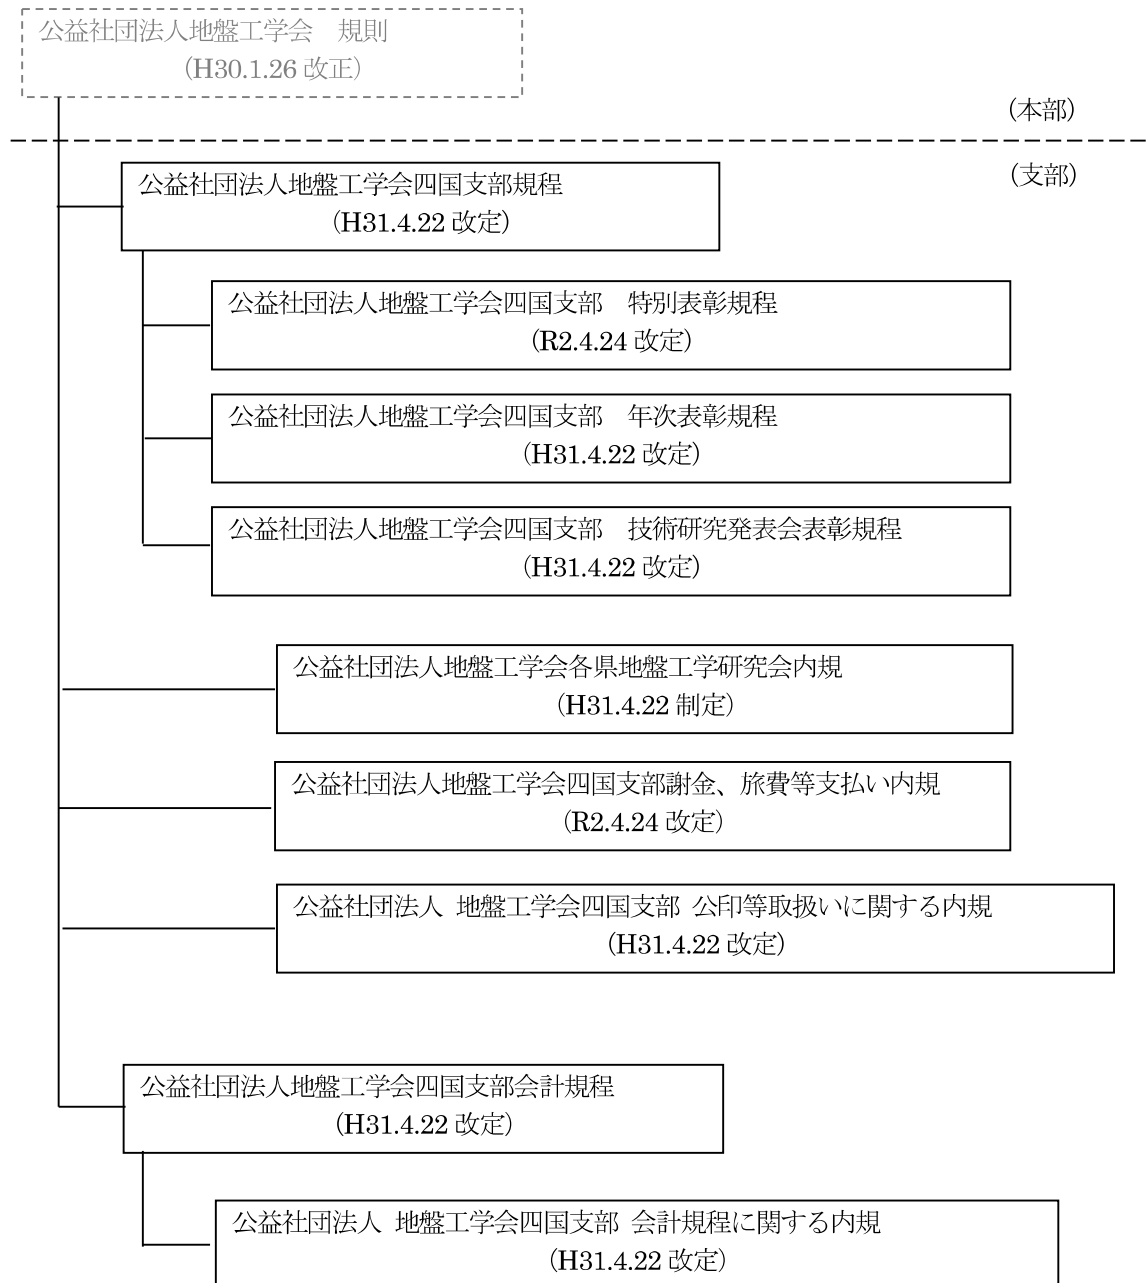 公益社団法人地盤工学会　規則
(H30.1.26 改正)
(本部)
(支部)
公益社団法人地盤工学会四国支部規程
(H31.4.22 改定)
公益社団法人地盤工学会四国支部　特別表彰規程
(R2.4.24 改定)
公益社団法人地盤工学会四国支部　年次表彰規程
(H31.4.22 改定)
公益社団法人地盤工学会四国支部　技術研究発表会表彰規程
(H31.4.22 改定)
公益社団法人地盤工学会各県地盤工学研究会内規
(H31.4.22 制定)
公益社団法人地盤工学会四国支部謝金、旅費等支払い内規
(R2.4.24 改定)
公益社団法人 地盤工学会四国支部 公印等取扱いに関する内規
(H31.4.22 改定)
公益社団法人地盤工学会四国支部会計規程
(H31.4.22 改定)
公益社団法人 地盤工学会四国支部 会計規程に関する内規
(H31.4.22 改定)